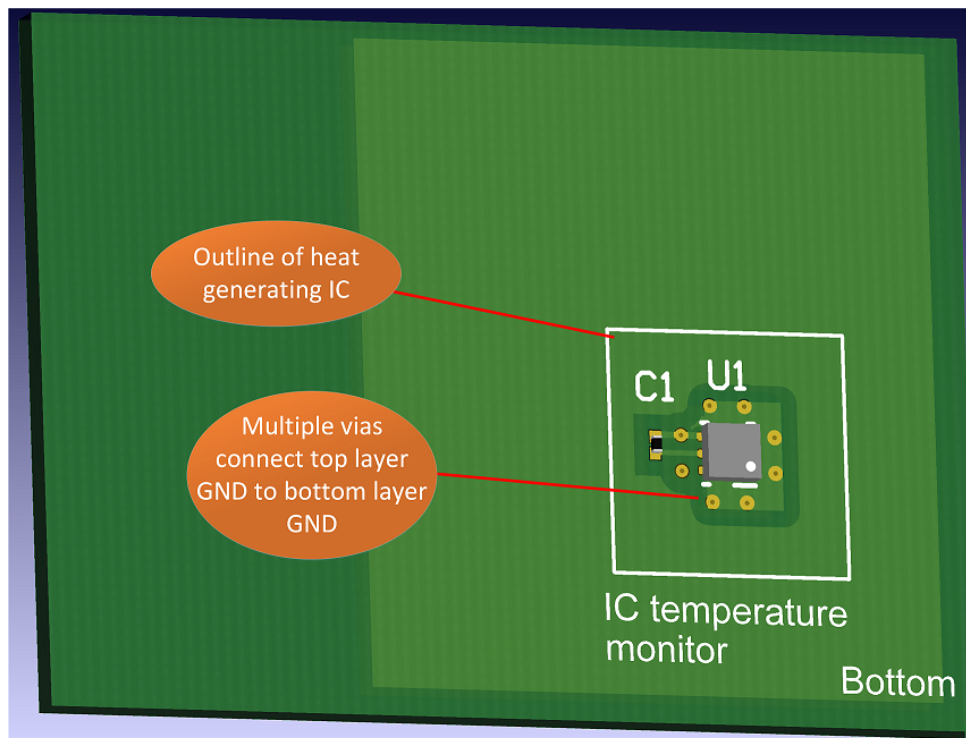 Outline of heat
generating IC
C1
U1
Multiple vias
connect top layer
GND to bottom layer
GND
IC temperature
monitor
Bottom